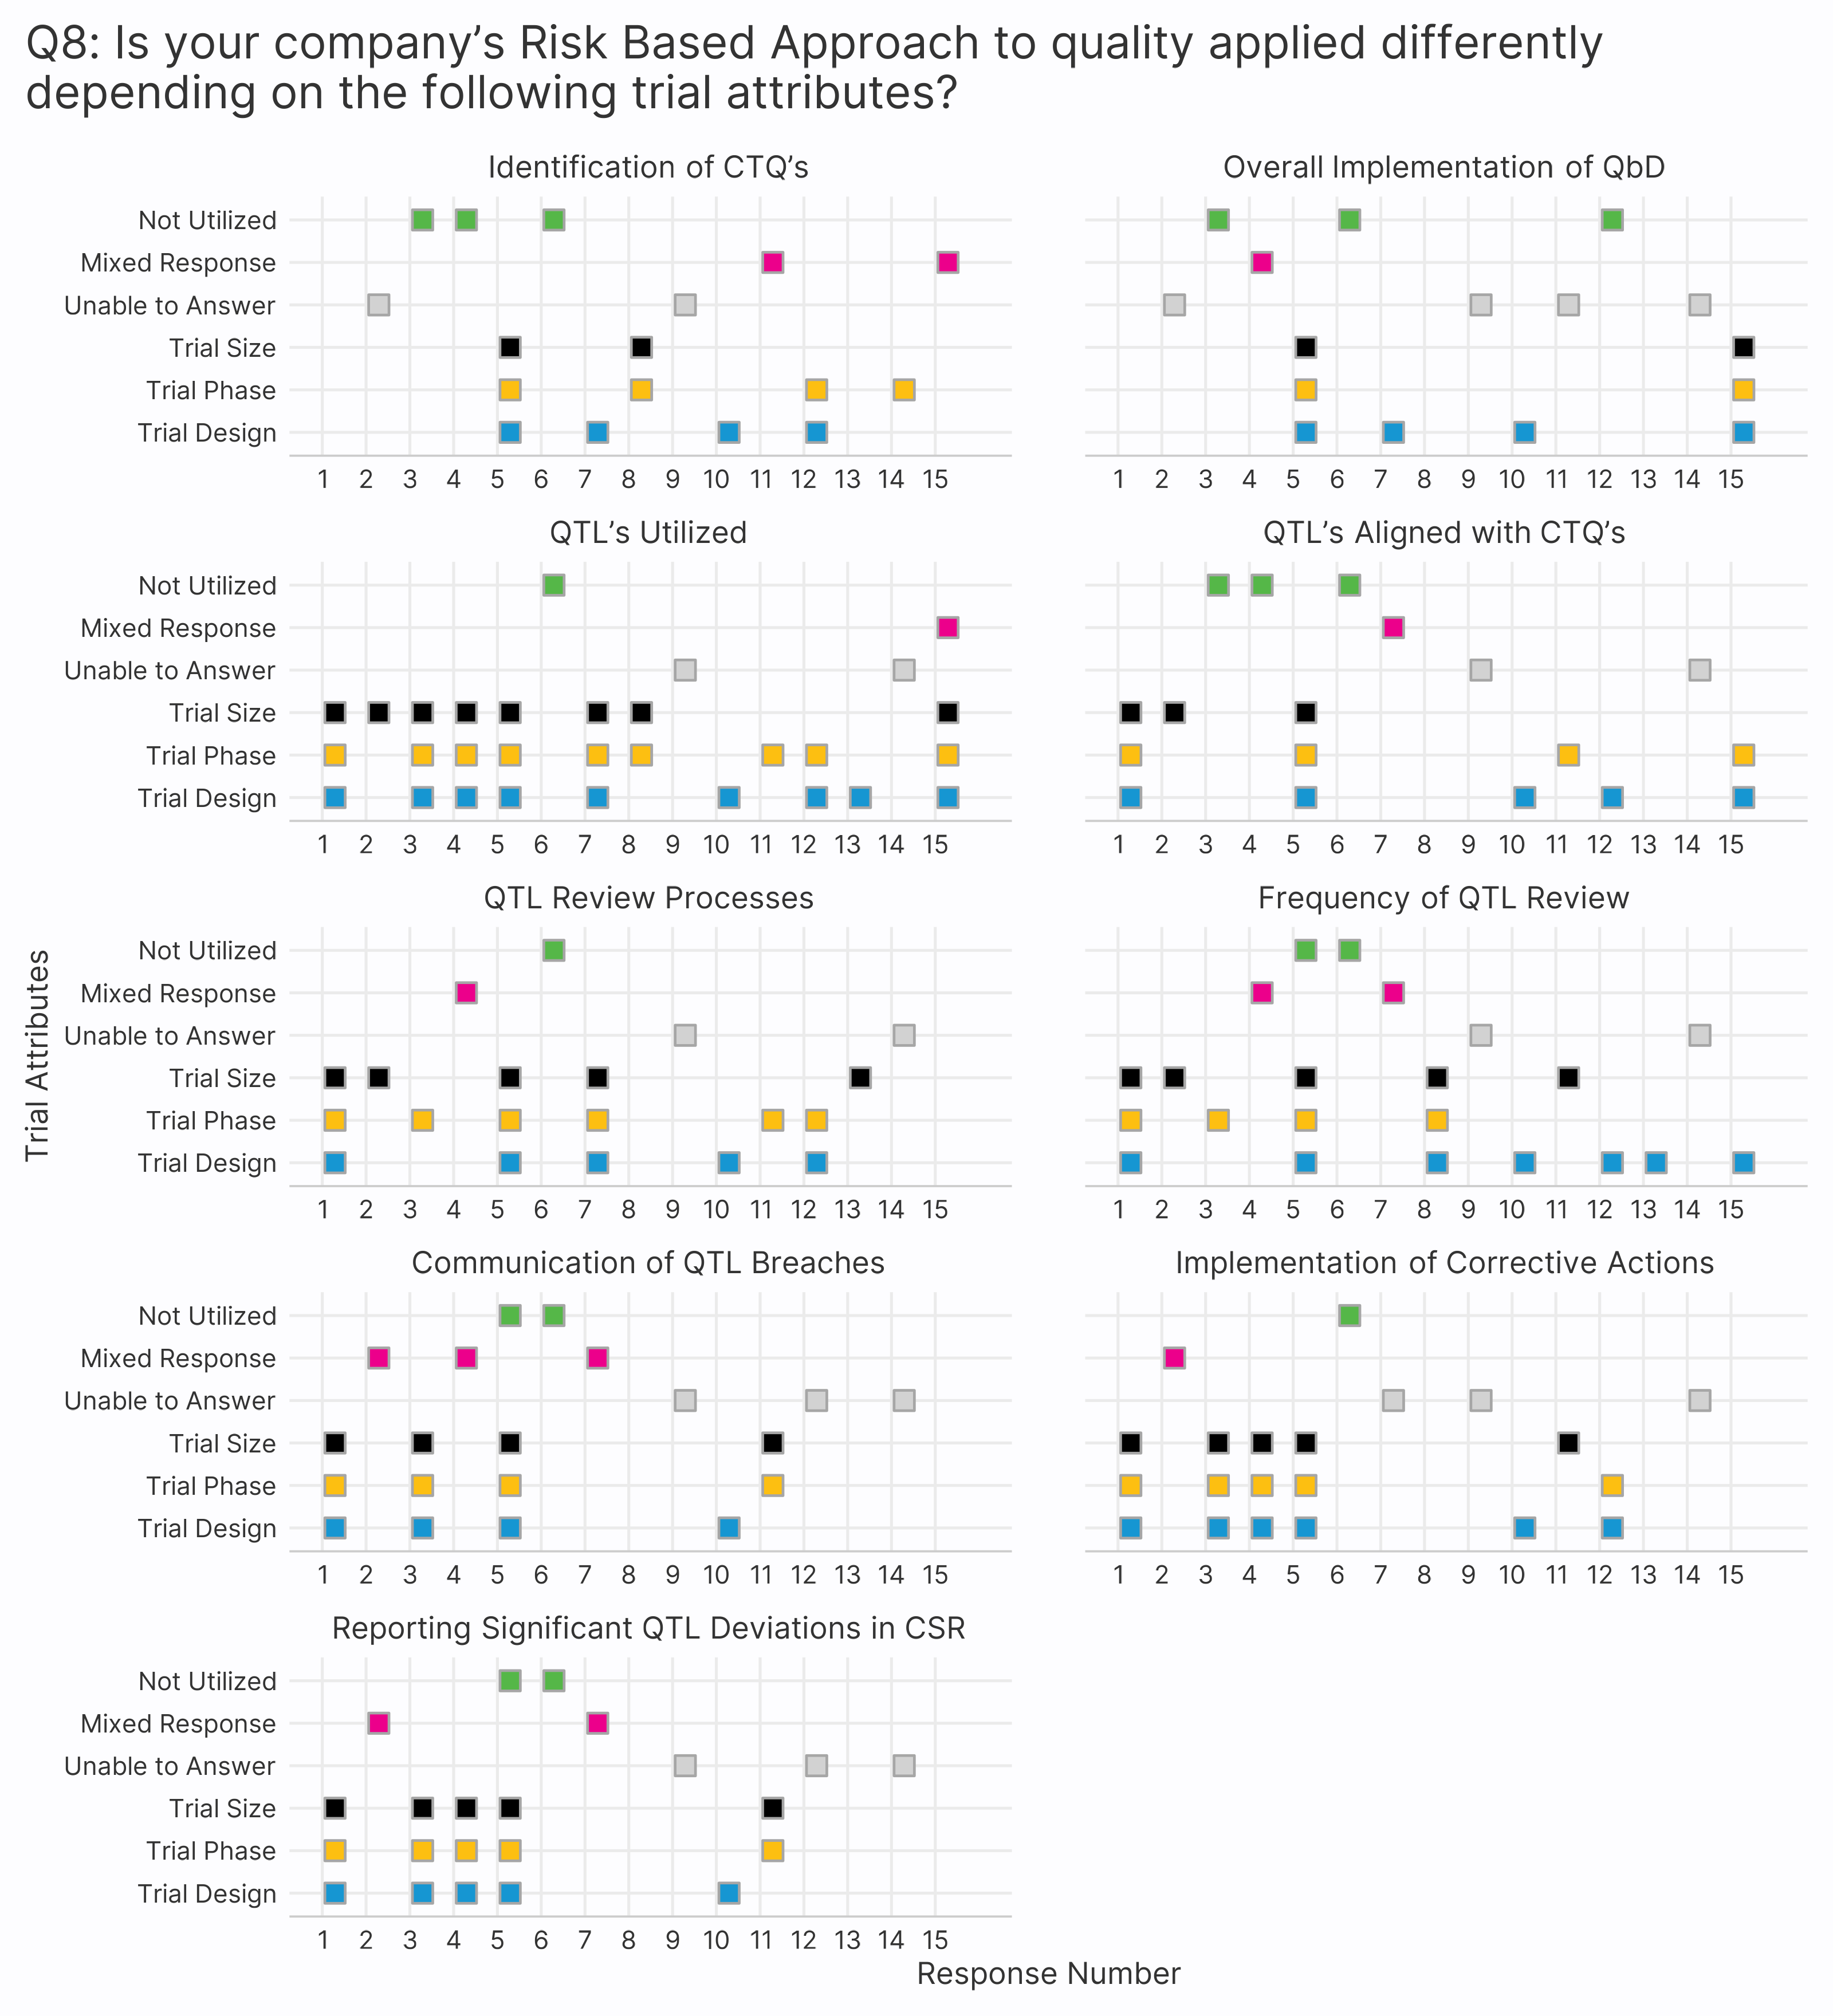 Q8: Is your company’s Risk Based Approach to quality applied differently
depending on the following trial attributes?
Identification of CTQ’s
Not Utilized
Mixed Response
Unable to Answer
Trial Size
Trial Phase
Trial Design
1 2 3 4 5 6 7 8 9 10 11 12 13 14 15
Overall Implementation of QbD
1 2 3 4 5 6 7 8 9 10 11 12 13 14 15
QTL’s Utilized
Not Utilized
Mixed Response
Unable to Answer
Trial Size
Trial Phase
Trial Design
1 2 3 4 5 6 7 8 9 10 11 12 13 14 15
QTL’s Aligned with CTQ’s
1 2 3 4 5 6 7 8 9 10 11 12 13 14 15
Trial Attributes
QTL Review Processes
Not Utilized
Mixed Response
Unable to Answer
Trial Size
Trial Phase
Trial Design
1 2 3 4 5 6 7 8 9 10 11 12 13 14 15
Frequency of QTL Review
1 2 3 4 5 6 7 8 9 10 11 12 13 14 15
Communication of QTL Breaches
Not Utilized
Mixed Response
Unable to Answer
Trial Size
Trial Phase
Trial Design
1 2 3 4 5 6 7 8 9 10 11 12 13 14 15
Implementation of Corrective Actions
1 2 3 4 5 6 7 8 9 10 11 12 13 14 15
Reporting Significant QTL Deviations in CSR
Not Utilized
Mixed Response
Unable to Answer
Trial Size
Trial Phase
Trial Design
1 2 3 4 5 6 7 8 9 10 11 12 13 14 15
Response Number